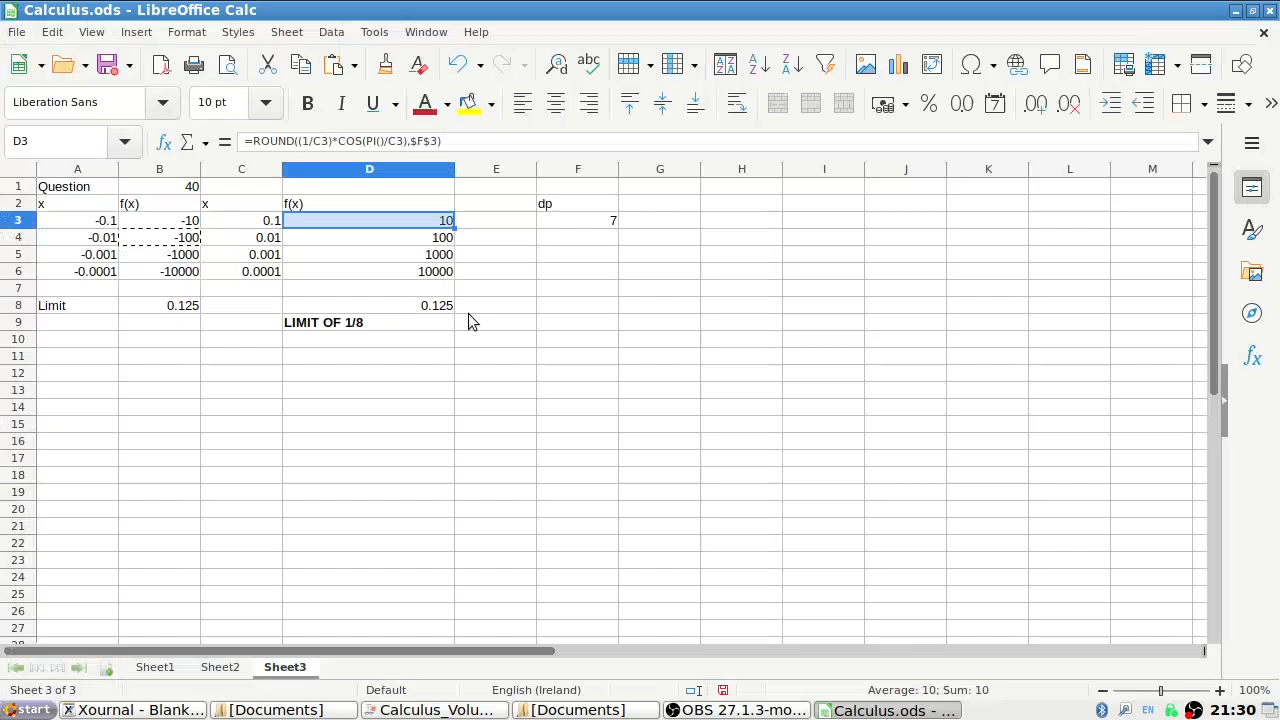 Calculus.ods - LibreOffice Calc
File Edit View Insert Format Styles Sheet Data Tools Window Help
Liberation Sans 10 pt B I U A
D3 =ROUND((1/C3)*COS(PI()/C3),$F$3)
A B C D E F G H I J K L M
1 Question 40
2 x f(x) x f(x) dp
3 -0.1 -10 0.1 10 7
4 -0.01 -100 0.01 100
5 -0.001 -1000 0.001 1000
6 -0.0001 -10000 0.0001 10000
7
8 Limit 0.125 0.125
9 LIMIT OF 1/8
10
11
12
13
14
15
16
17
18
19
20
21
22
23
24
25
26
27
Sheet1 Sheet2 Sheet3
Sheet 3 of 3 Default English (Ireland) Average: 10; Sum: 10 100%
start Xournal - Blank... [Documents] Calculus_Volu... [Documents] OBS 27.1.3-mo... Calculus.ods - ... EN 21:30